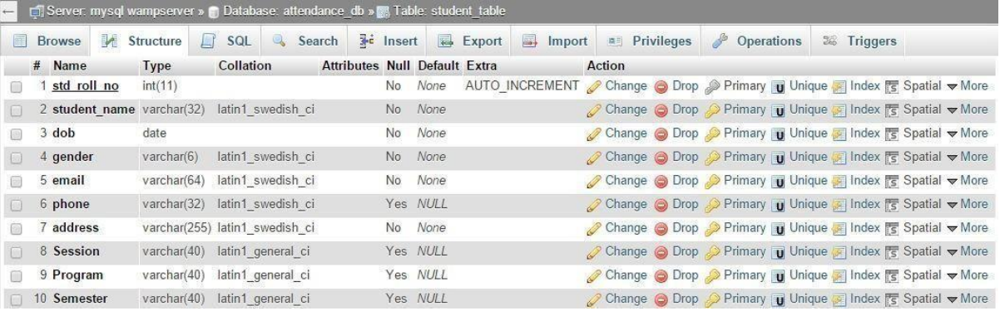 Server: mysql wampserver » Database: attendance_db » Table: student_table
Browse Structure SQL Search Insert Export Import Privileges Operations Triggers
# Name Type Collation Attributes Null Default Extra Action
1 std_roll_no int(11) No None AUTO_INCREMENT Change Drop Primary Unique Index Spatial More
2 student_name varchar(32) latin1_swedish_ci No None Change Drop Primary Unique Index Spatial More
3 dob date No None Change Drop Primary Unique Index Spatial More
4 gender varchar(6) latin1_swedish_ci No None Change Drop Primary Unique Index Spatial More
5 email varchar(64) latin1_swedish_ci No None Change Drop Primary Unique Index Spatial More
6 phone varchar(32) latin1_swedish_ci Yes NULL Change Drop Primary Unique Index Spatial More
7 address varchar(255) latin1_swedish_ci No None Change Drop Primary Unique Index Spatial More
8 Session varchar(40) latin1_general_ci Yes NULL Change Drop Primary Unique Index Spatial More
9 Program varchar(40) latin1_general_ci Yes NULL Change Drop Primary Unique Index Spatial More
10 Semester varchar(40) latin1_general_ci Yes NULL Change Drop Primary Unique Index Spatial More